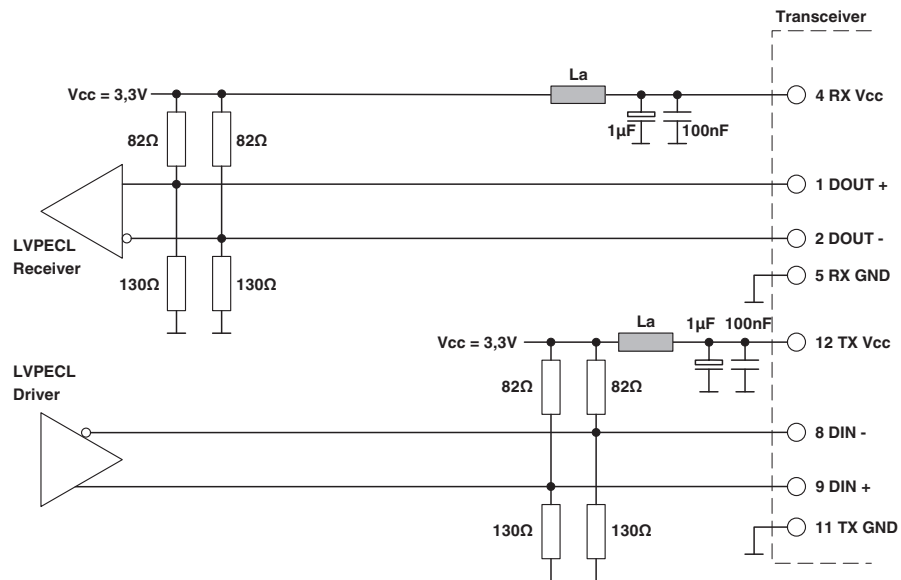 Transceiver
La
Vcc = 3,3V
4 RX Vcc
82Ω
82Ω
1µF
100nF
1 DOUT +
2 DOUT -
LVPECL
Receiver
130Ω
130Ω
5 RX GND
La
1µF
100nF
Vcc = 3,3V
12 TX Vcc
LVPECL
Driver
82Ω
82Ω
8 DIN -
9 DIN +
130Ω
130Ω
11 TX GND